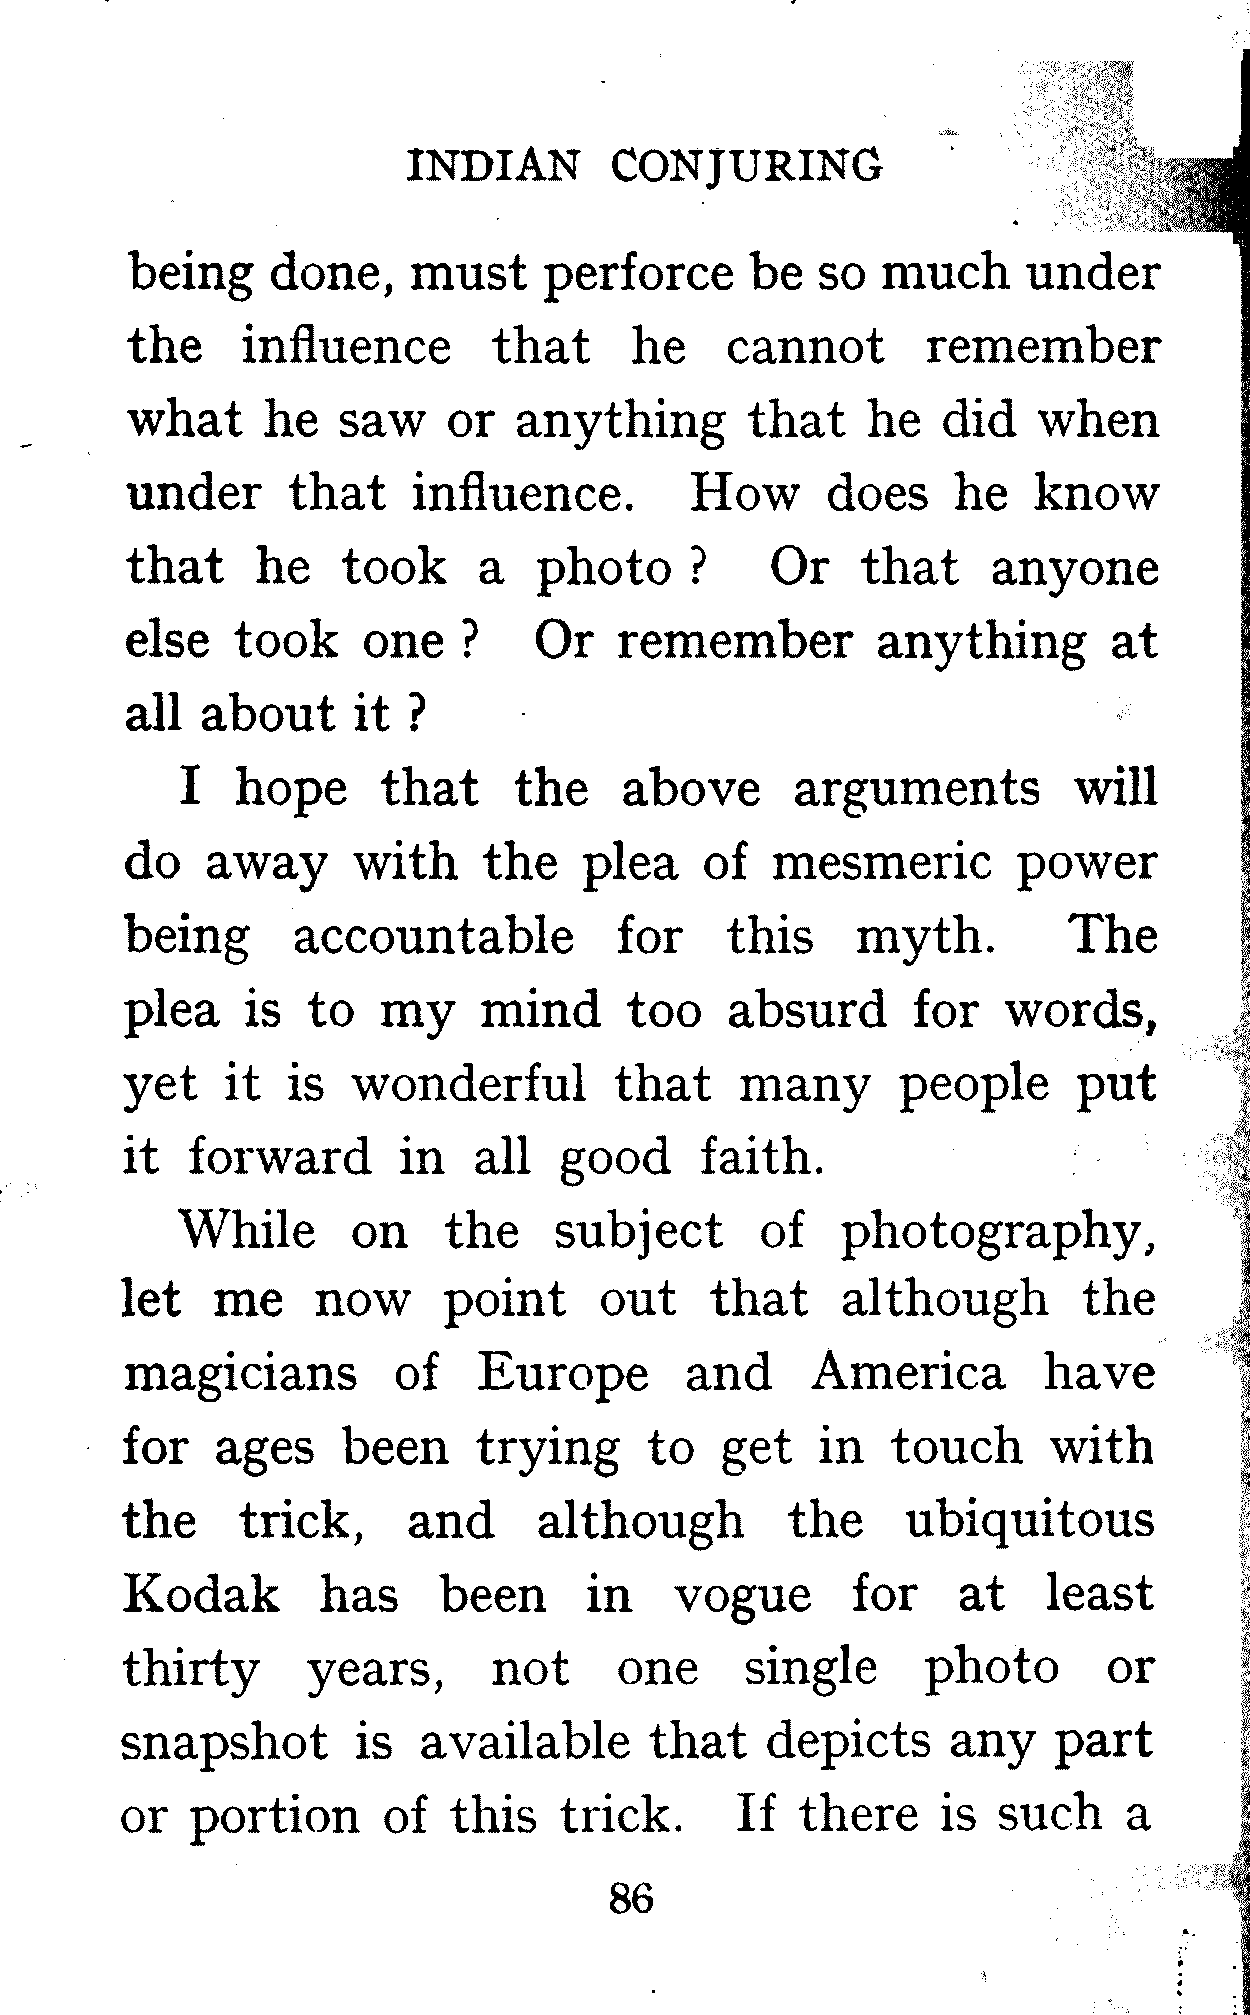 INDIAN CONJURING
being done, must perforce be so much under
the influence that he cannot remember
what he saw or anything that he did when
under that influence. How does he know
that he took a photo ? Or that anyone
else took one ? Or remember anything at
all about it ?
I hope that the above arguments will
do away with the plea of mesmeric power
being accountable for this myth. The
plea is to my mind too absurd for words,
yet it is wonderful that many people put
it forward in all good faith.
While on the subject of photography,
let me now point out that although the
magicians of Europe and America have
for ages been trying to get in touch with
the trick, and although the ubiquitous
Kodak has been in vogue for at least
thirty years, not one single photo or
snapshot is available that depicts any part
or portion of this trick. If there is such a
86